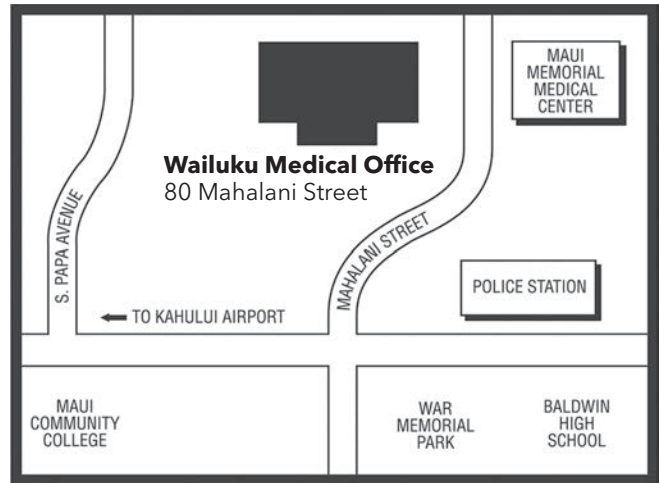 MAUI
MEMORIAL
MEDICAL
CENTER
Wailuku Medical Office
80 Mahalani Street
S. PAPA AVENUE
MAHALANI STREET
POLICE STATION
TO KAHULUI AIRPORT
MAUI
COMMUNITY
COLLEGE
WAR
MEMORIAL
PARK
BALDWIN
HIGH
SCHOOL